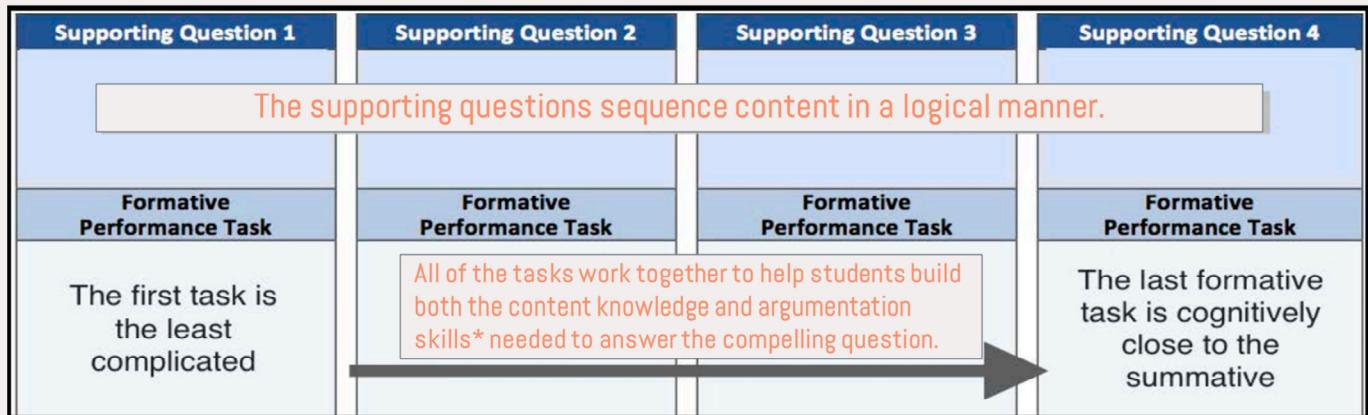 Supporting Question 1
Supporting Question 2
Supporting Question 3
Supporting Question 4
The supporting questions sequence content in a logical manner.
Formative
Performance Task
Formative
Performance Task
Formative
Performance Task
Formative
Performance Task
The first task is
the least
complicated
All of the tasks work together to help students build
both the content knowledge and argumentation
skills* needed to answer the compelling question.
The last formative
task is cognitively
close to the
summative